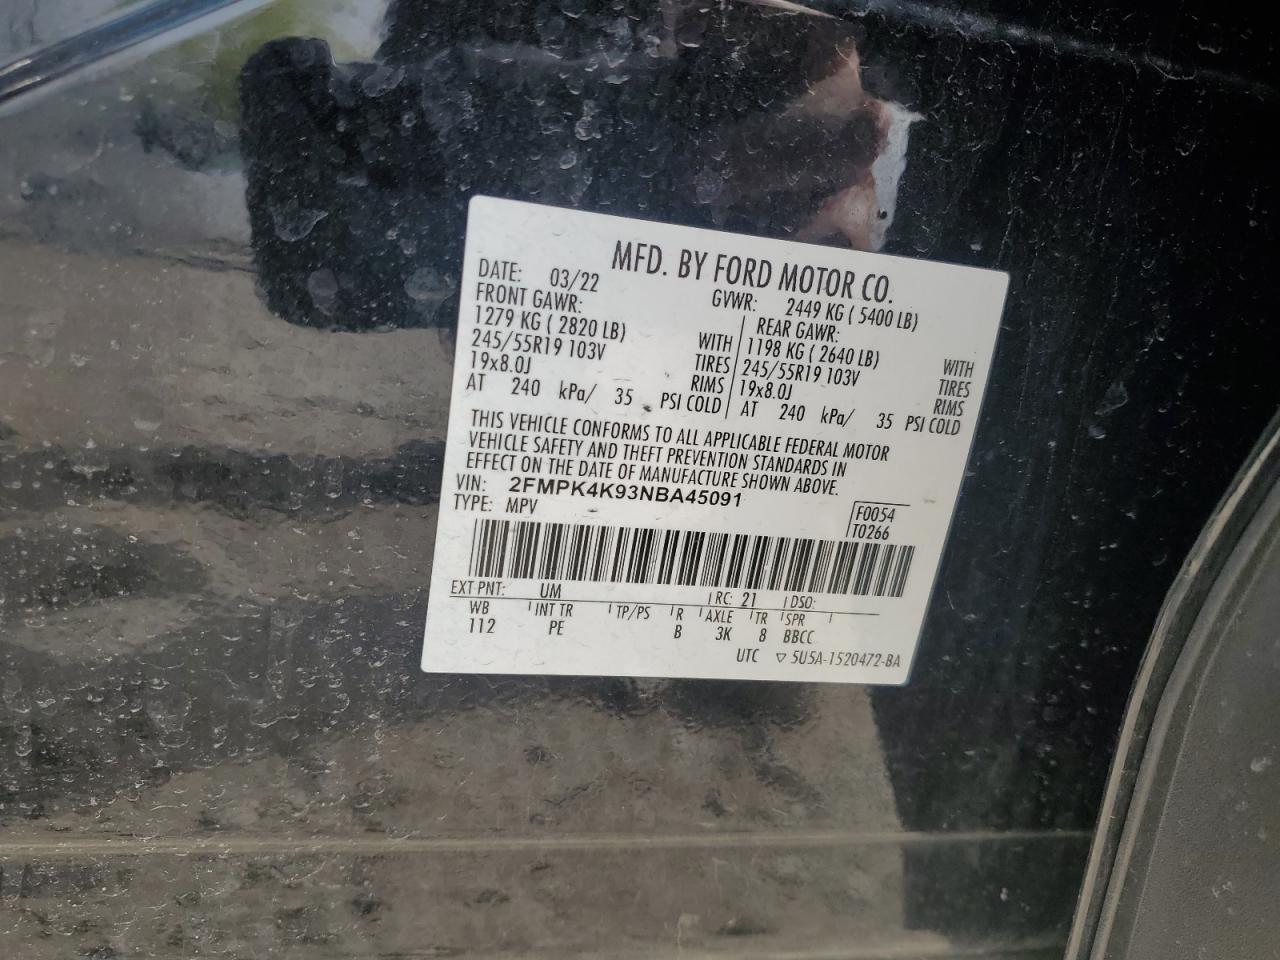 MFD. BY FORD MOTOR CO.
DATE: 03/22 GVWR: 2449 KG ( 5400 LB)
FRONT GAWR: REAR GAWR:
1279 KG ( 2820 LB) WITH 1198 KG ( 2640 LB) WITH
245/55R19 103V TIRES 245/55R19 103V TIRES
19x8.0J RIMS 19x8.0J RIMS
AT 240 kPa/ 35 PSI COLD AT 240 kPa/ 35 PSI COLD
THIS VEHICLE CONFORMS TO ALL APPLICABLE FEDERAL MOTOR
VEHICLE SAFETY AND THEFT PREVENTION STANDARDS IN
EFFECT ON THE DATE OF MANUFACTURE SHOWN ABOVE.
VIN: 2FMPK4K93NBA45091
TYPE: MPV F0054
T0266
EXT PNT: UM RC: 21 DSO:
WB INT TR TP/PS R AXLE TR SPR
112 PE B 3K 8 BBCC
UTC ▽ 5U5A-1520472-BA